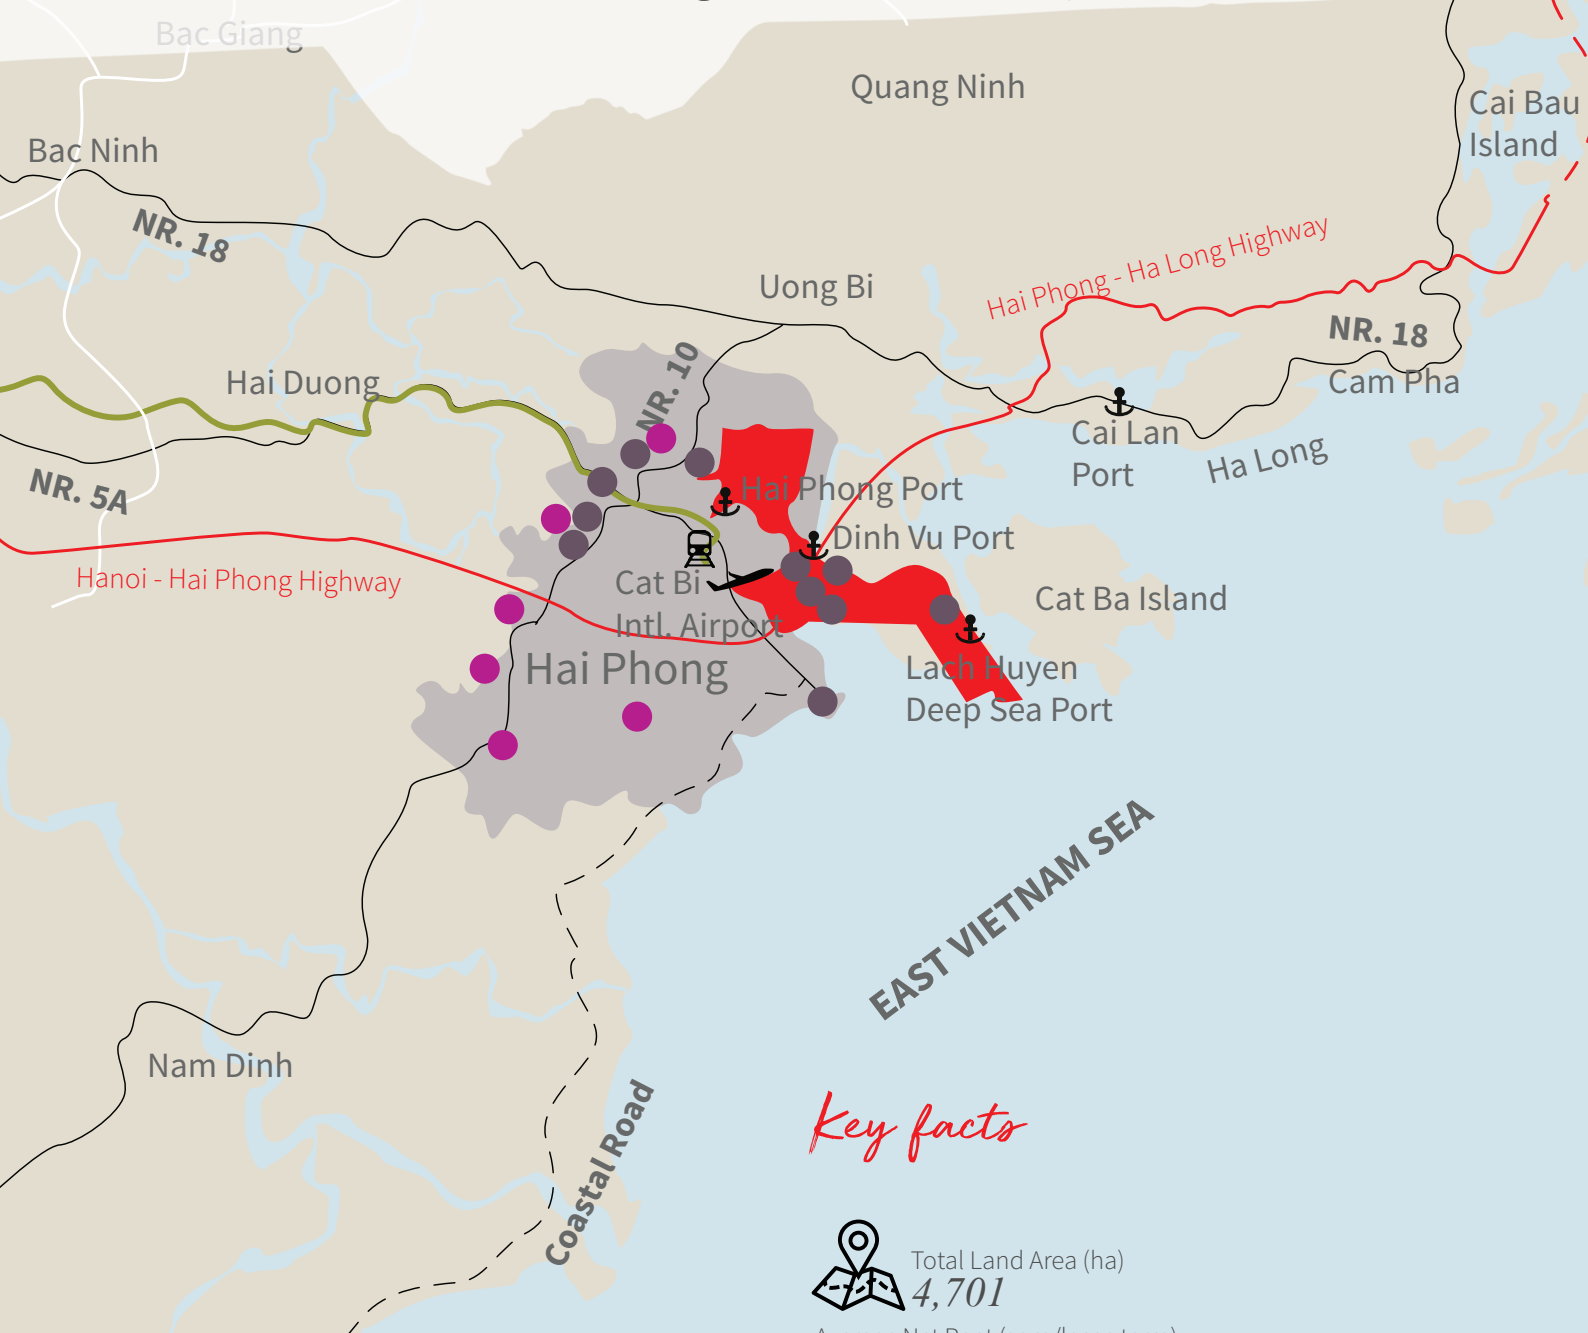 Bac Giang
Quang Ninh
Cai Bau
Island
Bac Ninh
NR. 18
Hai Phong - Ha Long Highway
Uong Bi
NR. 18
Hai Duong
NR. 10
Cam Pha
Cai Lan
Port
Ha Long
NR. 5A
Hai Phong Port
Dinh Vu Port
Hanoi - Hai Phong Highway
Cat Bi
Intl. Airport
Cat Ba Island
Hai Phong
Lach Huyen
Deep Sea Port
EAST VIETNAM SEA
Nam Dinh
Coastal Road
Key facts
Total Land Area (ha)
4,701